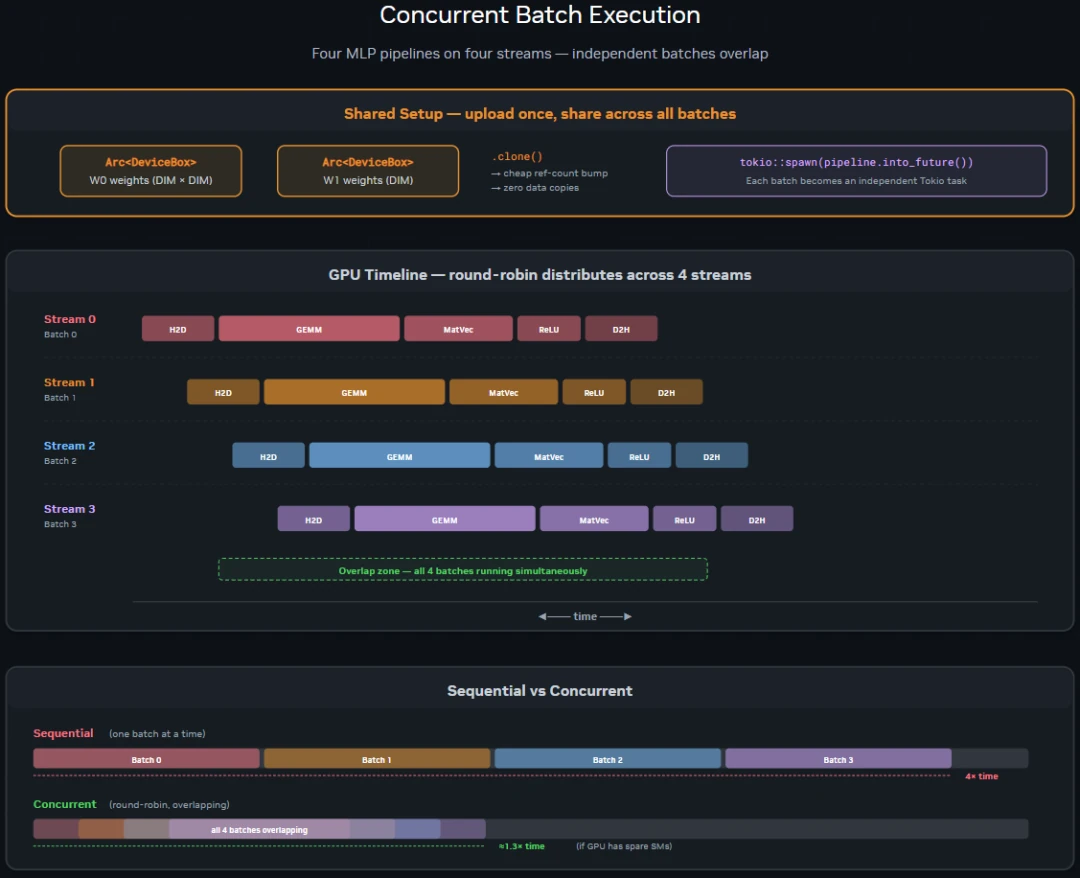 Concurrent Batch Execution
Four MLP pipelines on four streams — independent batches overlap
Shared Setup — upload once, share across all batches
Arc<DeviceBox>
W0 weights (DIM × DIM)
Arc<DeviceBox>
W1 weights (DIM)
.clone()
→ cheap ref-count bump
→ zero data copies
tokio::spawn(pipeline.into_future())
Each batch becomes an independent Tokio task
GPU Timeline — round-robin distributes across 4 streams
Stream 0
Batch 0
H2D GEMM MatVec ReLU D2H
Stream 1
Batch 1
H2D GEMM MatVec ReLU D2H
Stream 2
Batch 2
H2D GEMM MatVec ReLU D2H
Stream 3
Batch 3
H2D GEMM MatVec ReLU D2H
Overlap zone — all 4 batches running simultaneously
◀—— time ——▶
Sequential vs Concurrent
Sequential (one batch at a time)
Batch 0 Batch 1 Batch 2 Batch 3
4× time
Concurrent (round-robin, overlapping)
all 4 batches overlapping
≈1.3× time (if GPU has spare SMs)